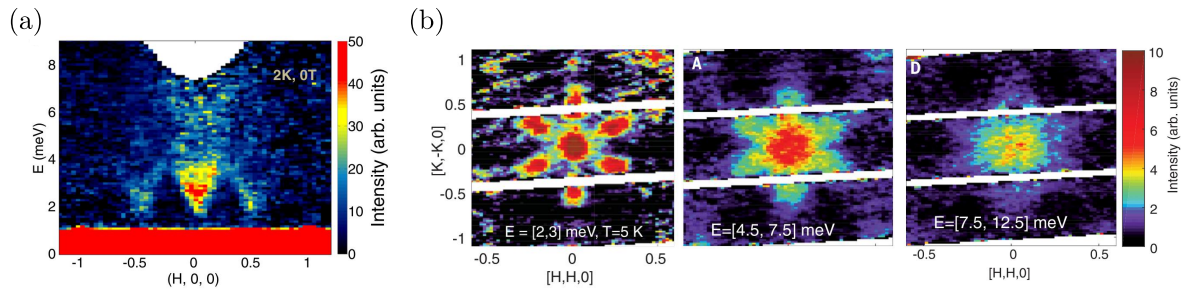 (a)
8
6
4
2
0
E (meV)
2K, 0T
-1
-0.5
0
0.5
1
(H, 0, 0)
50
40
30
20
10
0
Intensity (arb. units)
(b)
1
0.5
0
-0.5
-1
[K,-K,0]
E = [2,3] meV, T=5 K
-0.5
0
0.5
[H,H,0]
A
E=[4.5, 7.5] meV
D
E=[7.5, 12.5] meV
-0.5
0
0.5
[H,H,0]
10
8
6
4
2
0
Intensity (arb. units)